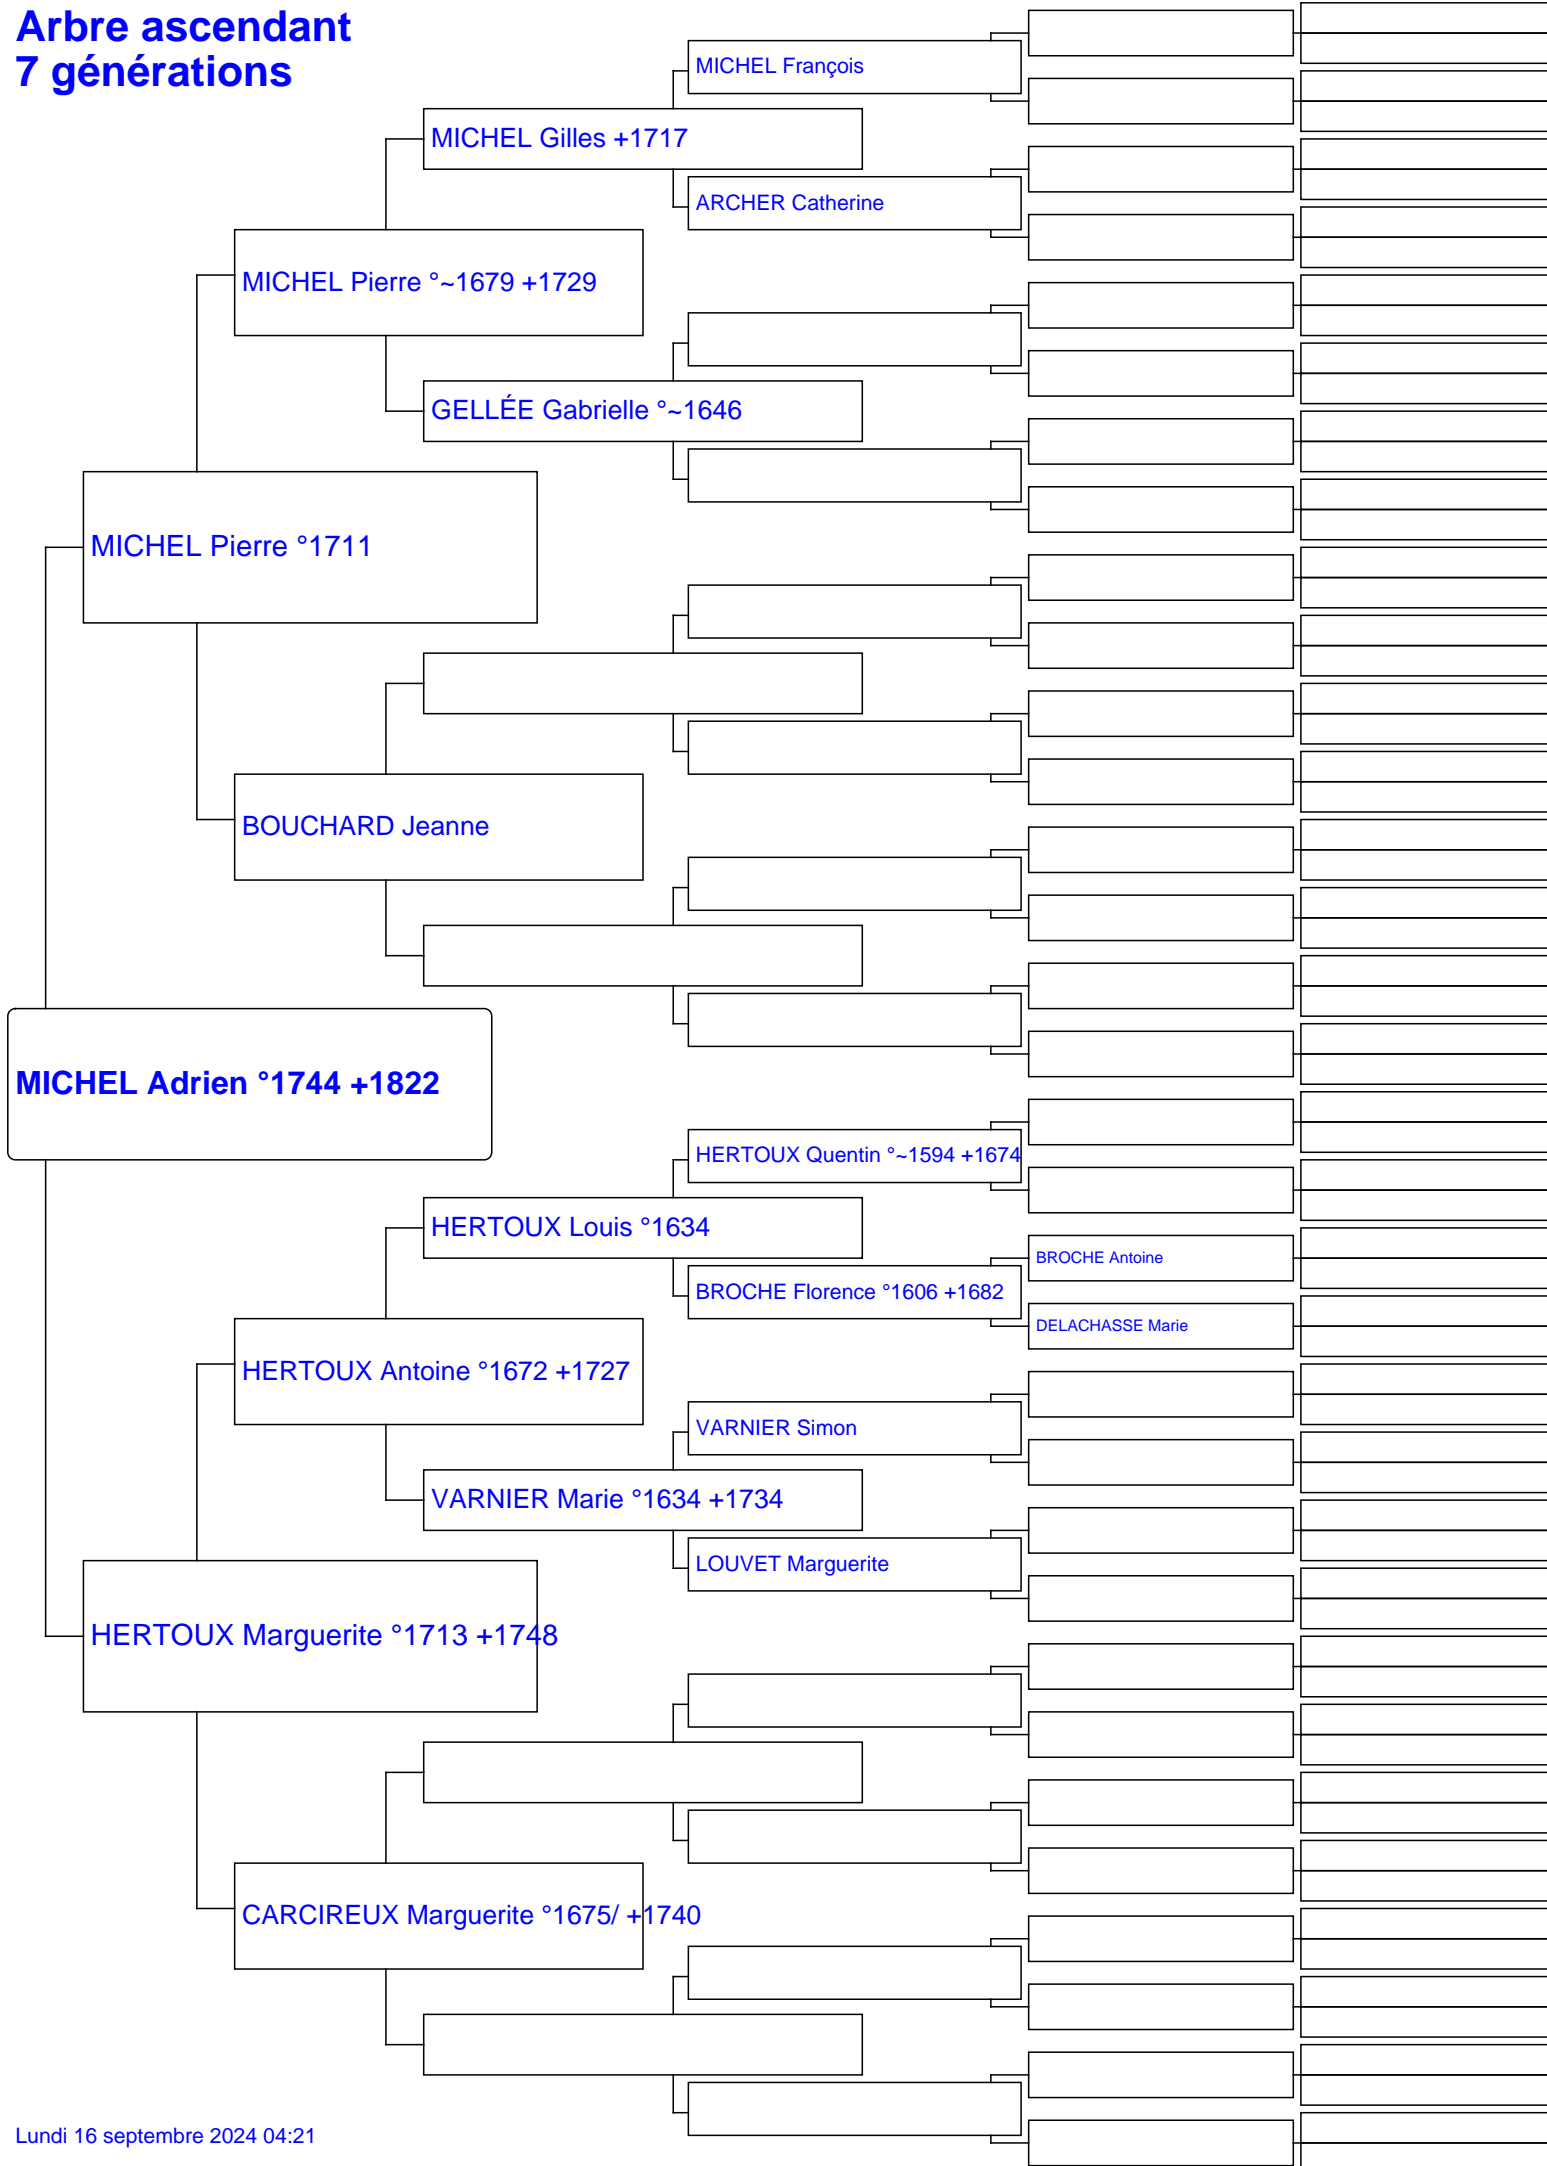 Arbre ascendant
7 générations
MICHEL François
MICHEL Gilles +1717
ARCHER Catherine
MICHEL Pierre °~1679 +1729
GELLÉE Gabrielle °~1646
MICHEL Pierre °1711
BOUCHARD Jeanne
MICHEL Adrien °1744 +1822
HERTOUX Quentin °~1594 +1674
HERTOUX Louis °1634
BROCHE Antoine
BROCHE Florence °1606 +1682
DELACHASSE Marie
HERTOUX Antoine °1672 +1727
VARNIER Simon
VARNIER Marie °1634 +1734
LOUVET Marguerite
HERTOUX Marguerite °1713 +1748
CARCIREUX Marguerite °1675/ +1740
Lundi 16 septembre 2024 04:21